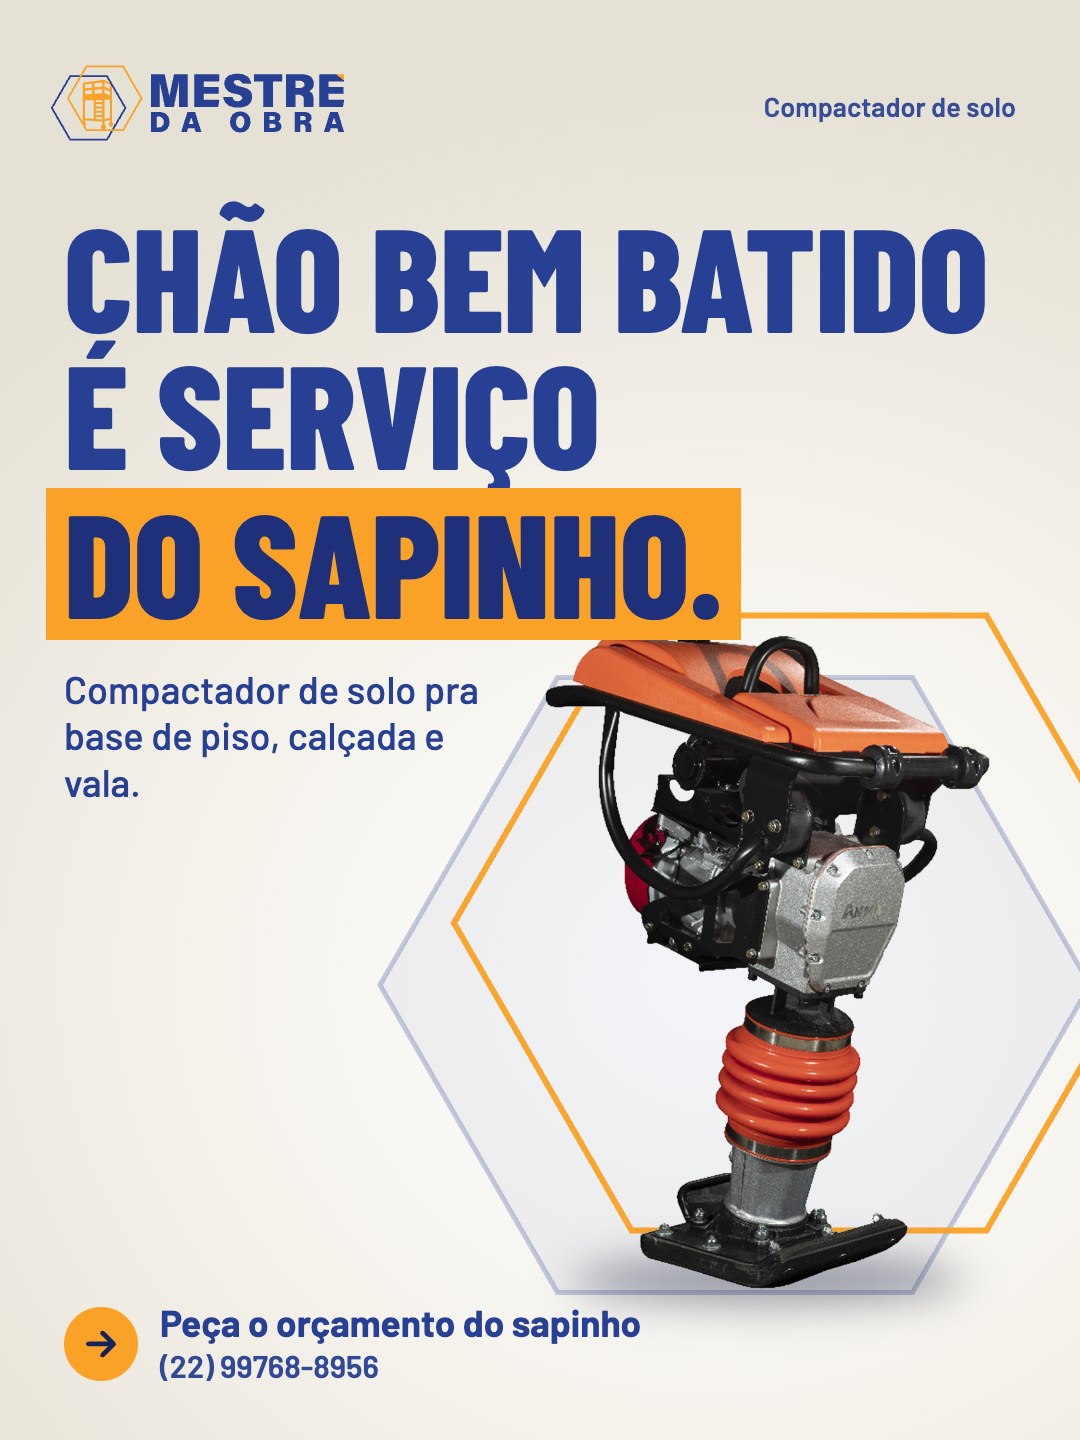 MESTRE
DA OBRA
Compactador de solo
CHÃO BEM BATIDO
É SERVIÇO
DO SAPINHO.
Compactador de solo pra
base de piso, calçada e
vala.
Peça o orçamento do sapinho
(22) 99768-8956